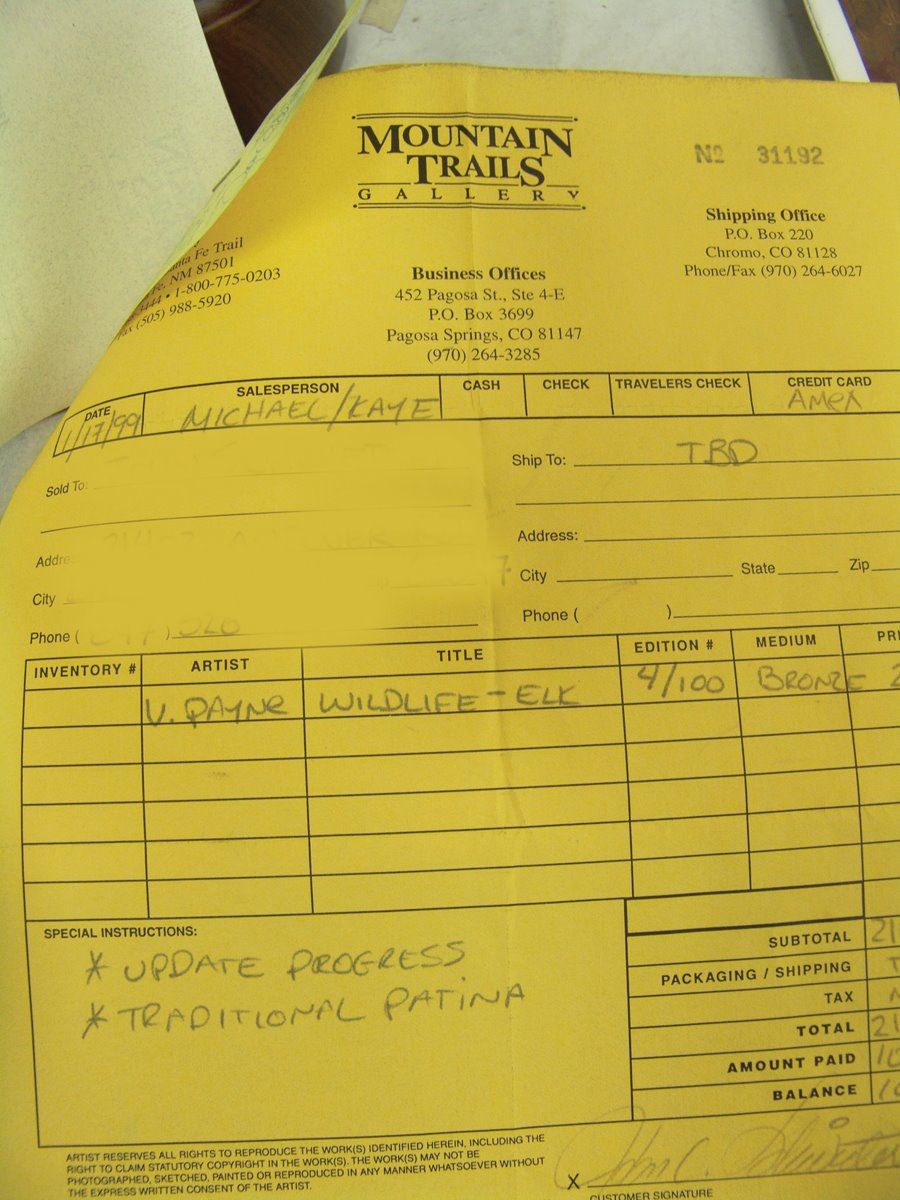 MOUNTAIN
TRAILS
GALLERY
Nº 31192
Shipping Office
P.O. Box 220
Chromo, CO 81128
Phone/Fax (970) 264-6027
Fe Trail
NM 87501
1-800-775-0203
(505) 988-5920
Business Offices
452 Pagosa St., Ste 4-E
P.O. Box 3699
Pagosa Springs, CO 81147
(970) 264-3285
DATE SALESPERSON CASH CHECK TRAVELERS CHECK CREDIT CARD
1/17/99 MICHAEL/KAYE AMEX
Sold To:
Ship To: TBD
Address:
City
City State Zip
Phone ( )
Phone ( )
INVENTORY # ARTIST TITLE EDITION # MEDIUM
V. PAYNE WILDLIFE - ELK 4/100 BRONZE
SPECIAL INSTRUCTIONS:
* UPDATE PROGRESS
* TRADITIONAL PATINA
SUBTOTAL
PACKAGING / SHIPPING
TAX
TOTAL
AMOUNT PAID
BALANCE
ARTIST RESERVES ALL RIGHTS TO REPRODUCE THE WORK(S) IDENTIFIED HEREIN, INCLUDING THE
RIGHT TO CLAIM STATUTORY COPYRIGHT IN THE WORK(S). THE WORK(S) MAY NOT BE
PHOTOGRAPHED, SKETCHED, PAINTED OR REPRODUCED IN ANY MANNER WHATSOEVER WITHOUT
THE EXPRESS WRITTEN CONSENT OF THE ARTIST.
X
CUSTOMER SIGNATURE